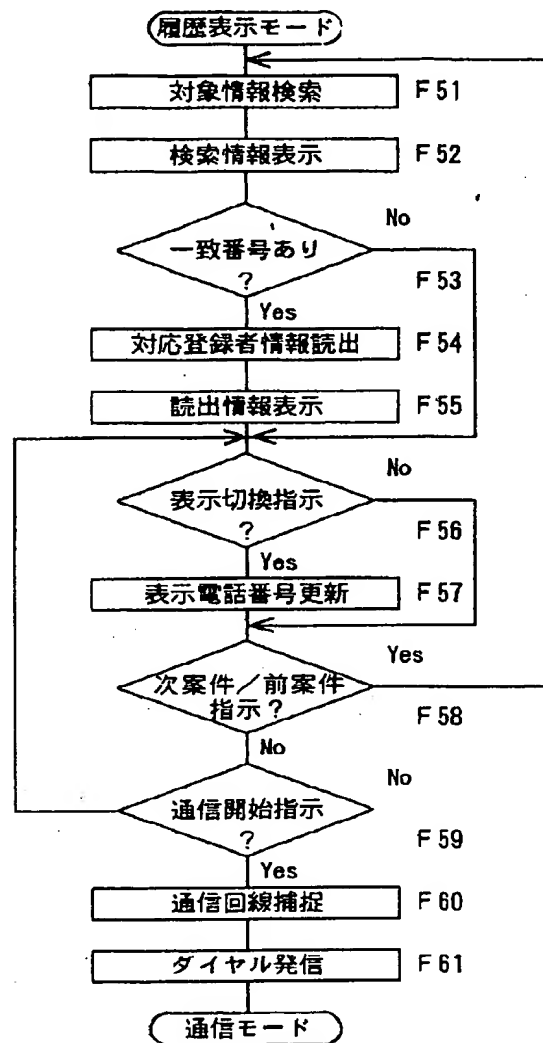 履歴表示モード
対象情報検索 F51
検索情報表示 F52
No
一致番号あり
? F53
Yes
対応登録者情報読出 F54
読出情報表示 F55
No
表示切換指示
? F56
Yes
表示電話番号更新 F57
Yes
次案件/前案件
指示? F58
No
No
通信開始指示
? F59
Yes
通信回線捕捉 F60
ダイヤル発信 F61
通信モード